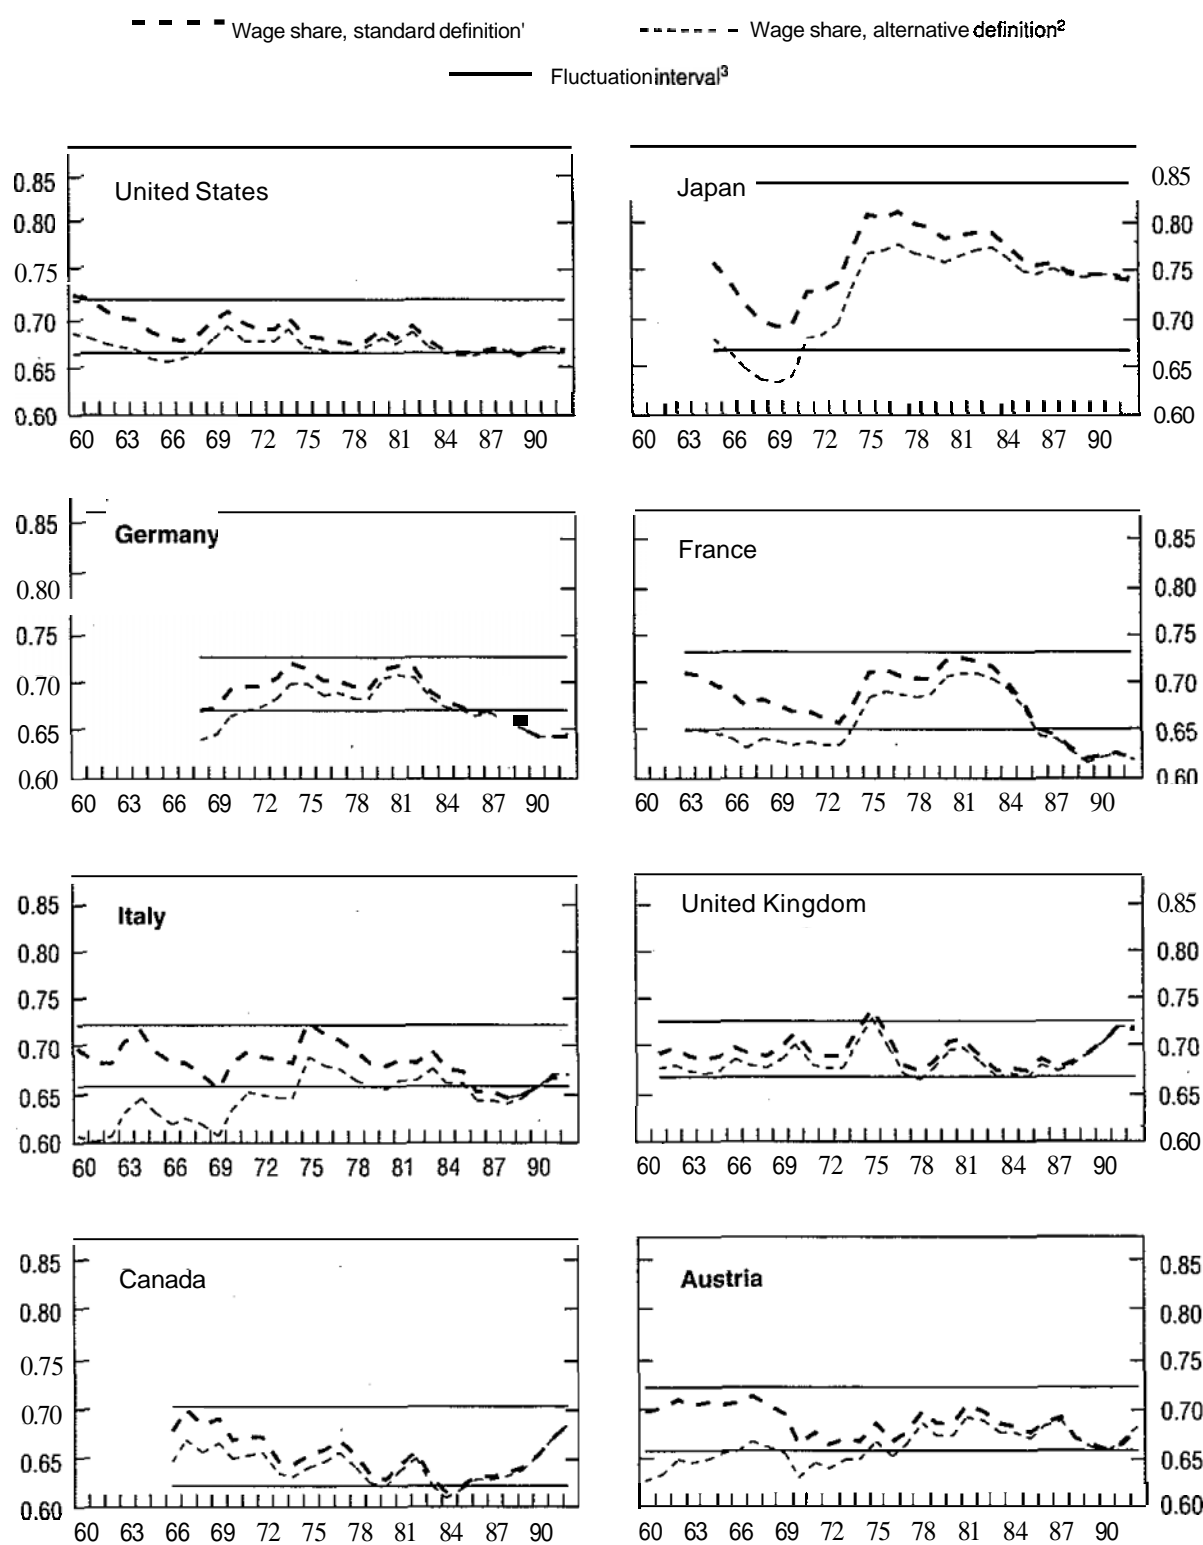 Wage share, standard definition'
Wage share, alternative definition²
Fluctuation interval³
United States
0.85
0.80
0.75
0.70
0.65
0.60
60 63 66 69 72 75 78 81 84 87 90
Japan
0.85
0.80
0.75
0.70
0.65
0.60
60 63 66 69 72 75 78 81 84 87 90
Germany
0.85
0.80
0.75
0.70
0.65
0.60
60 63 66 69 72 75 78 81 84 87 90
France
0.85
0.80
0.75
0.70
0.65
0.60
60 63 66 69 72 75 78 81 84 87 90
Italy
0.85
0.80
0.75
0.70
0.65
0.60
60 63 66 69 72 75 78 81 84 87 90
United Kingdom
0.85
0.80
0.75
0.70
0.65
0.60
60 63 66 69 72 75 78 81 84 87 90
Canada
0.85
0.80
0.75
0.70
0.65
0.60
60 63 66 69 72 75 78 81 84 87 90
Austria
0.85
0.80
0.75
0.70
0.65
0.60
60 63 66 69 72 75 78 81 84 87 90